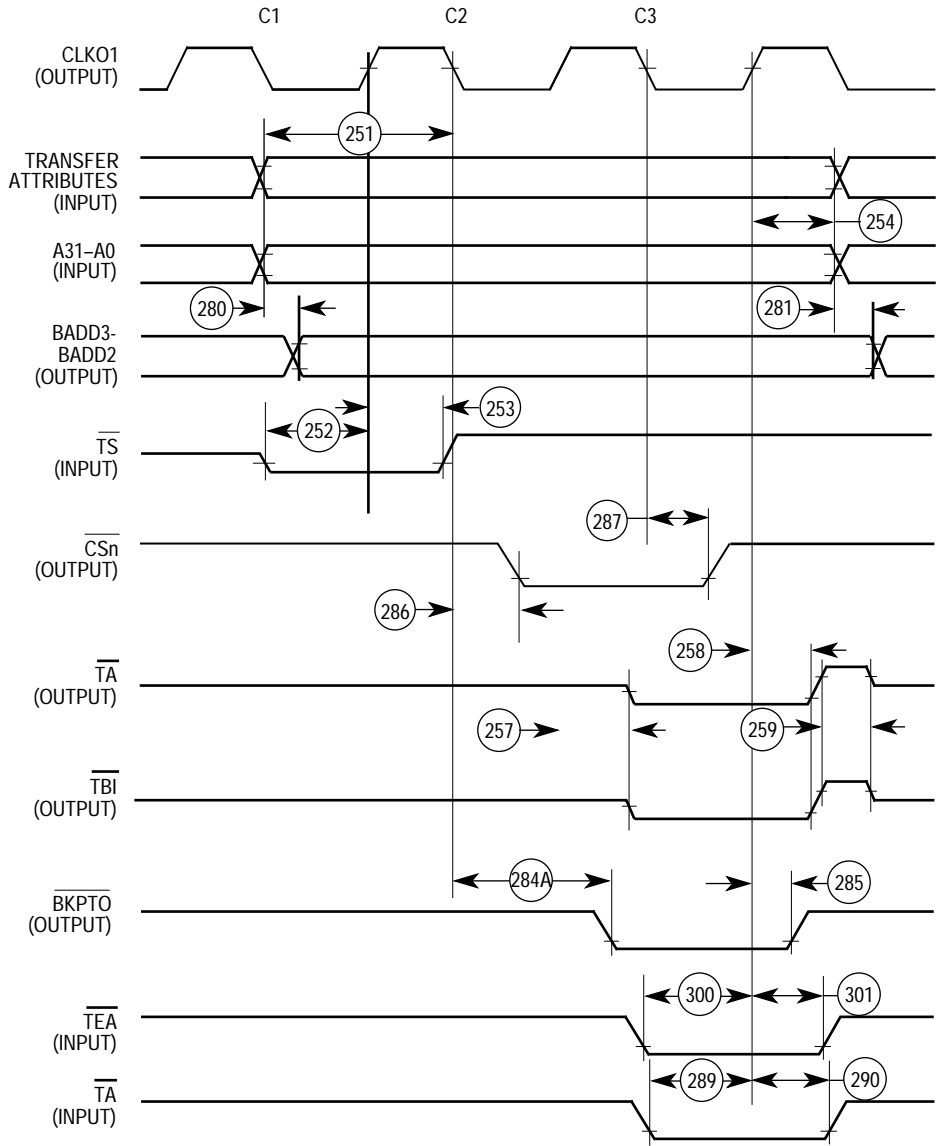 C1 C2 C3
CLKO1
(OUTPUT)
251
TRANSFER
ATTRIBUTES
(INPUT)
254
A31–A0
(INPUT)
280 281
BADD3-
BADD2
(OUTPUT)
253
252
TS
(INPUT)
287
CSn
(OUTPUT)
286
258
TA
(OUTPUT)
257 259
TBI
(OUTPUT)
284A 285
BKPTO
(OUTPUT)
300 301
TEA
(INPUT)
289 290
TA
(INPUT)